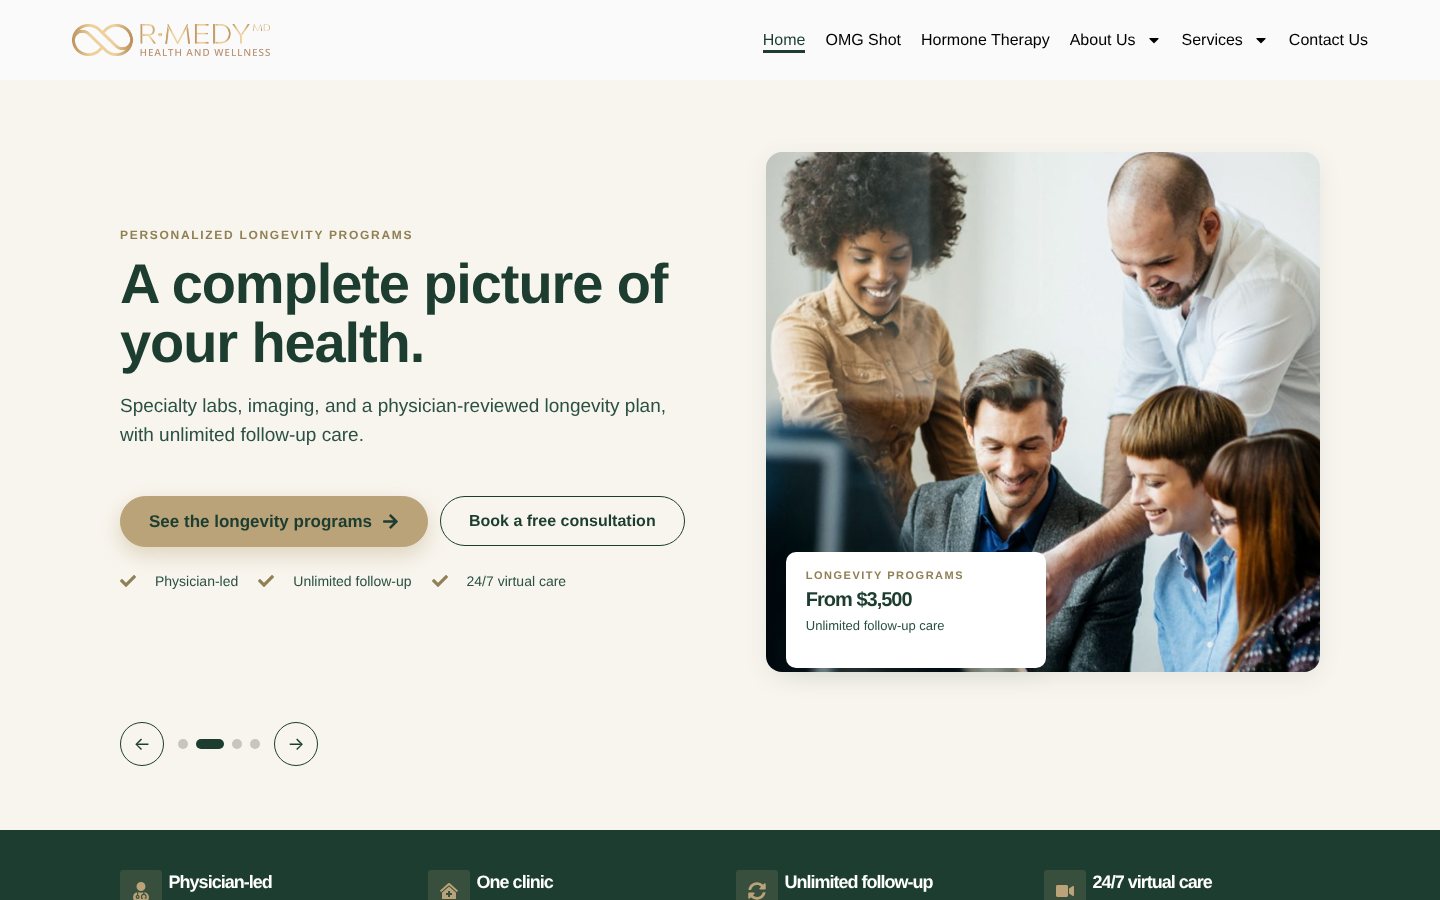 R·MEDY MD
HEALTH AND WELLNESS
Home
OMG Shot
Hormone Therapy
About Us
Services
Contact Us
PERSONALIZED LONGEVITY PROGRAMS
A complete picture of
your health.
Specialty labs, imaging, and a physician-reviewed longevity plan,
with unlimited follow-up care.
See the longevity programs
Book a free consultation
Physician-led
Unlimited follow-up
24/7 virtual care
LONGEVITY PROGRAMS
From $3,500
Unlimited follow-up care
Physician-led
One clinic
Unlimited follow-up
24/7 virtual care